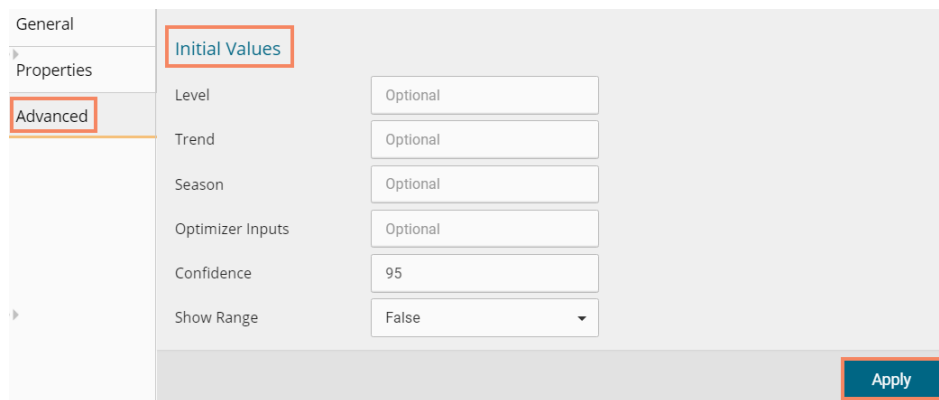 General
Properties
Advanced
Initial Values
Level Optional
Trend Optional
Season Optional
Optimizer Inputs Optional
Confidence 95
Show Range False
Apply